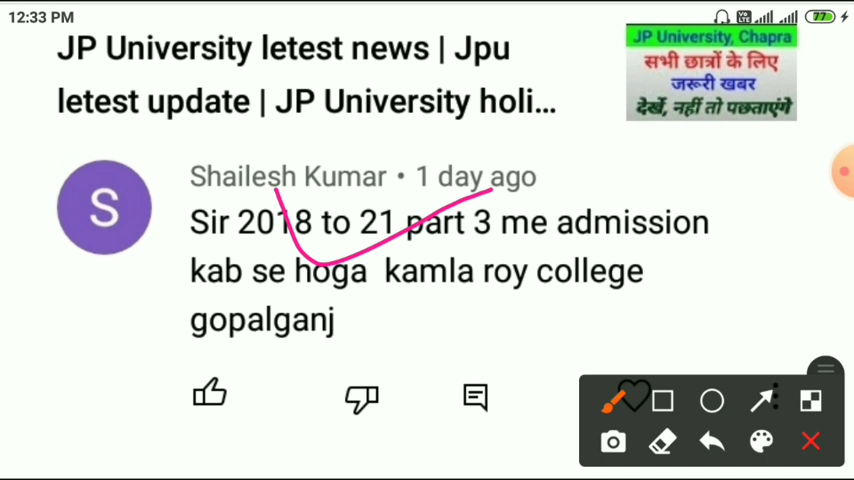 12:33 PM
Vo LTE
77
JP University letest news | Jpu
letest update | JP University holi...
JP University, Chapra
सभी छात्रों के लिए
जरूरी खबर
देखें, नहीं तो पछताएंगे
S
Shailesh Kumar • 1 day ago
Sir 2018 to 21 part 3 me admission
kab se hoga kamla roy college
gopalganj